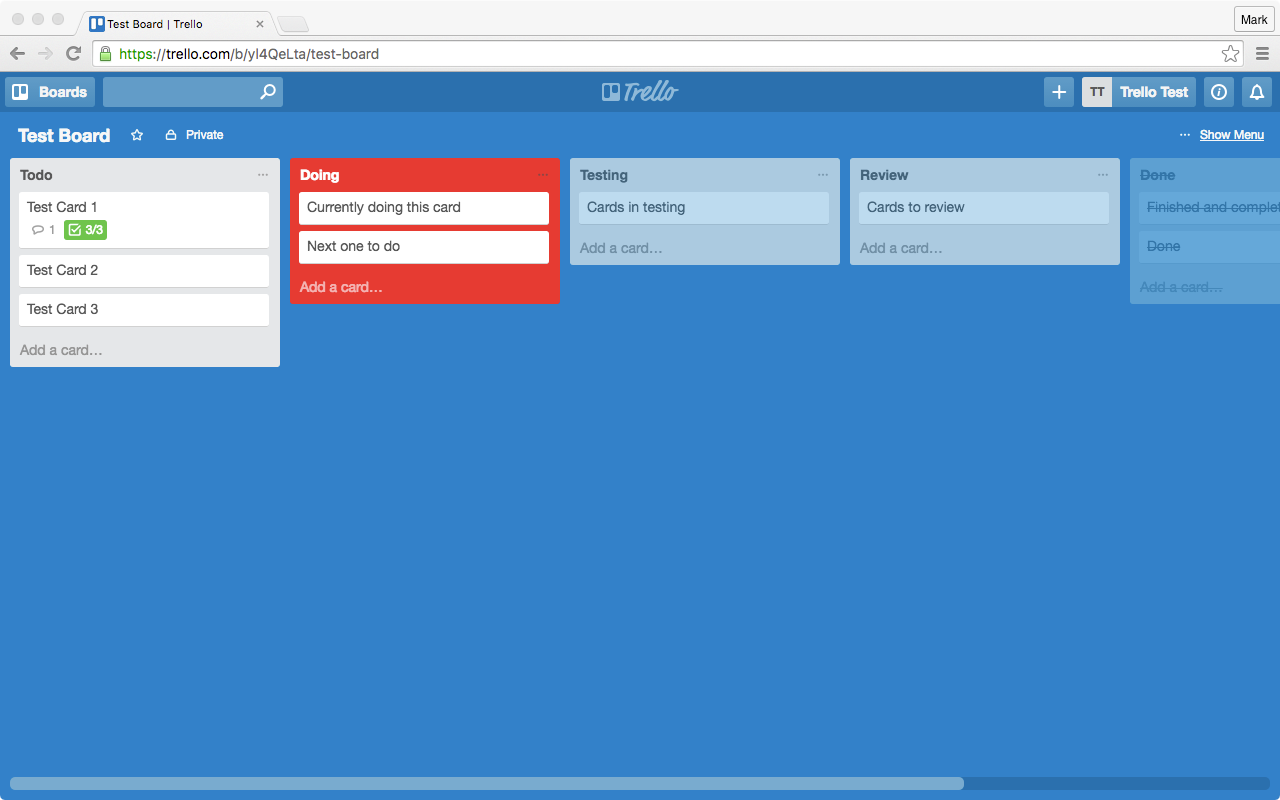 Test Board | Trello
Mark
https://trello.com/b/yl4QeLta/test-board
Boards
Trello
TT
Trello Test
Test Board
Private
... Show Menu
Todo
Test Card 1
1
3/3
Test Card 2
Test Card 3
Add a card...
Doing
Currently doing this card
Next one to do
Add a card...
Testing
Cards in testing
Add a card...
Review
Cards to review
Add a card...
Done
Finished and complet
Done
Add a card...